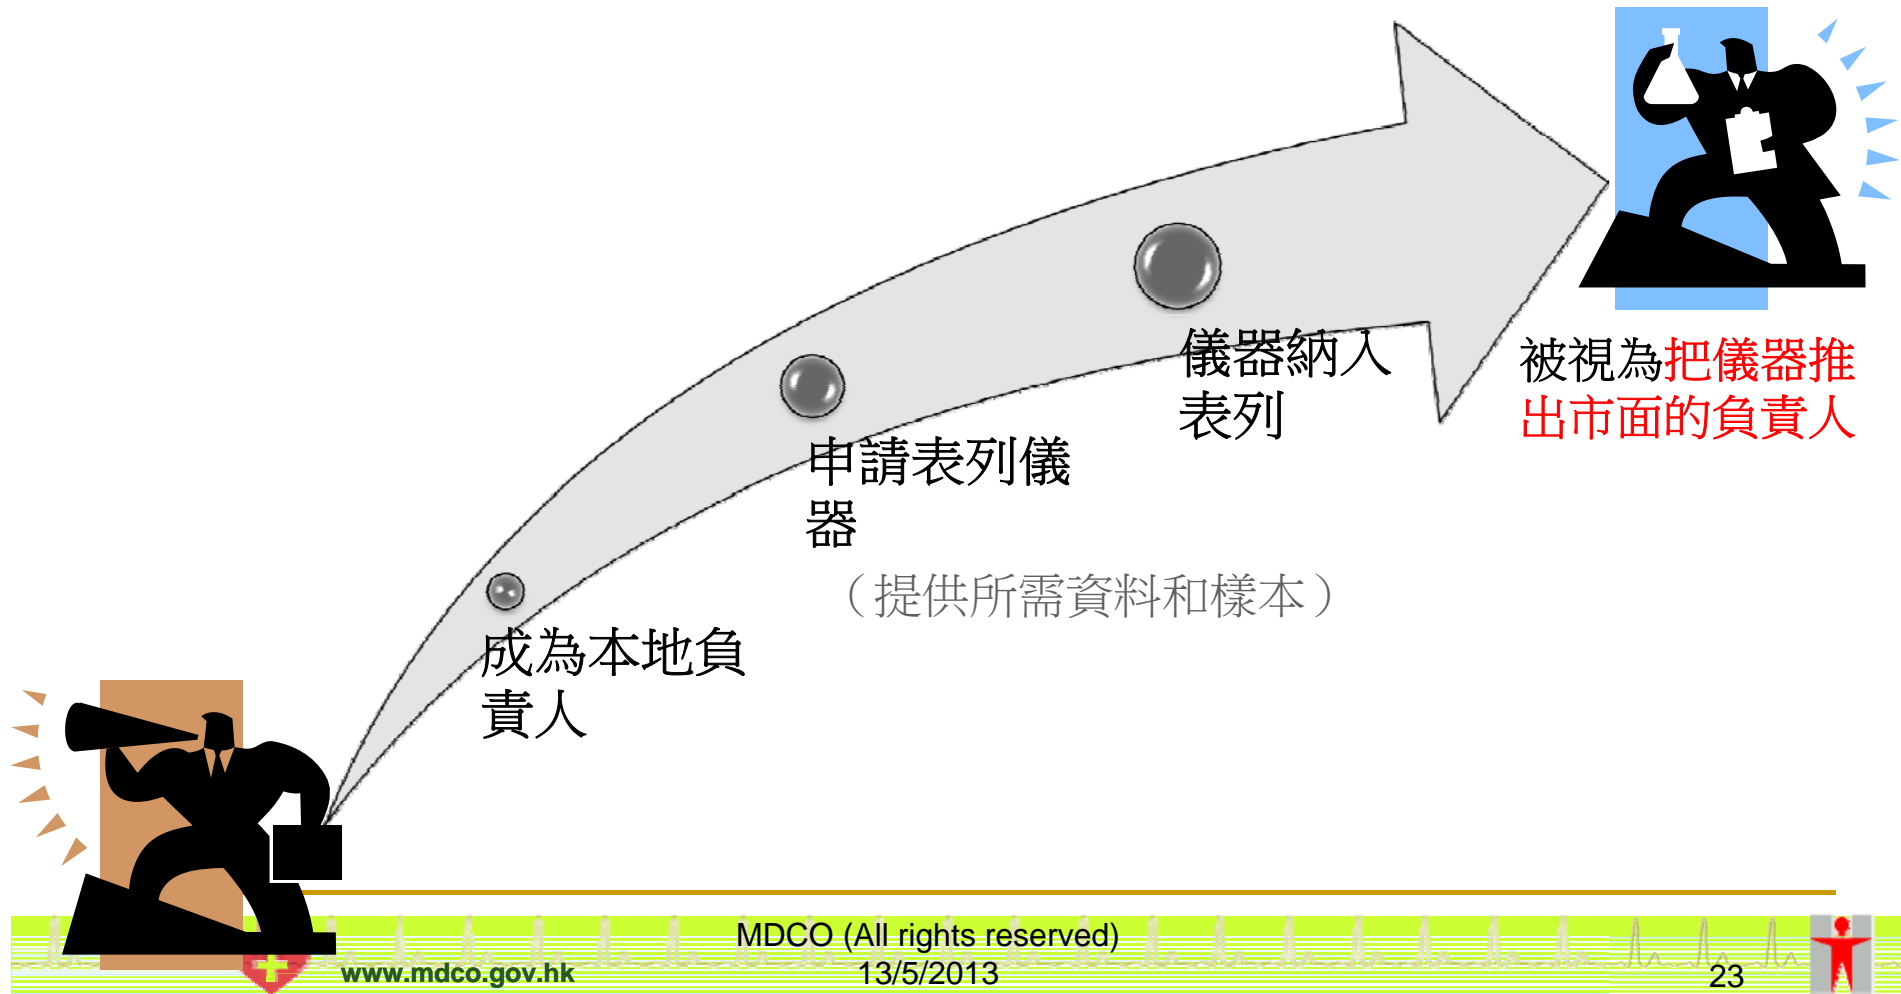 儀器納入
表列
被視為把儀器推
出市面的負責人
申請表列儀
器
（提供所需資料和樣本）
成為本地負
責人
MDCO (All rights reserved)
www.mdco.gov.hk
13/5/2013
23